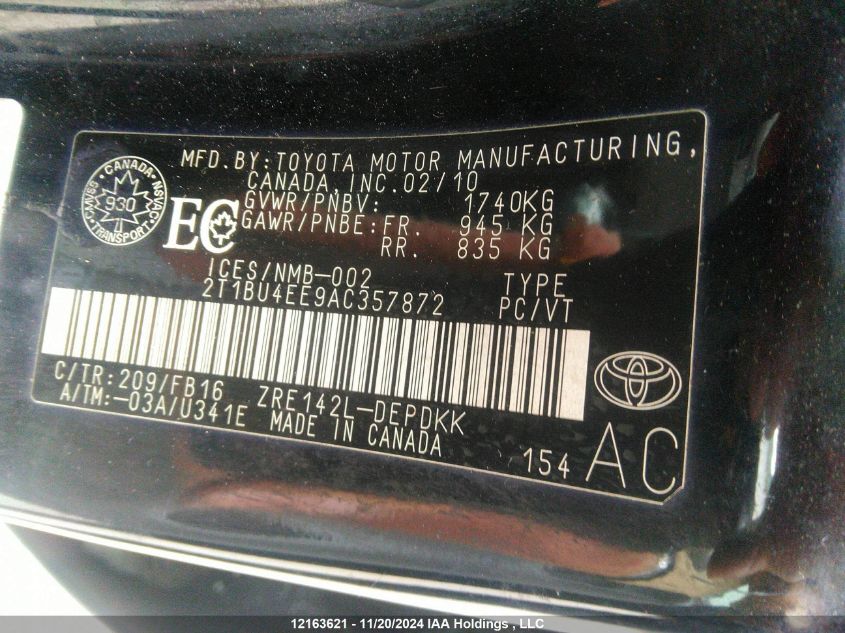 MFD.BY:TOYOTA MOTOR MANUFACTURING,
CANADA,INC.02/10
GVWR/PNBV: 1740KG
GAWR/PNBE:FR. 945 KG
RR. 835 KG
CANADA
CMVSS NSVAC
930
TRANSPORT
EC
ICES/NMB-002 TYPE
2T1BU4EE9AC357872 PC/VT
C/TR:209/FB16 ZRE142L-DEPDKK
A/TM:-03A/U341E MADE IN CANADA
154 AC
12163621 - 11/20/2024 IAA Holdings , LLC